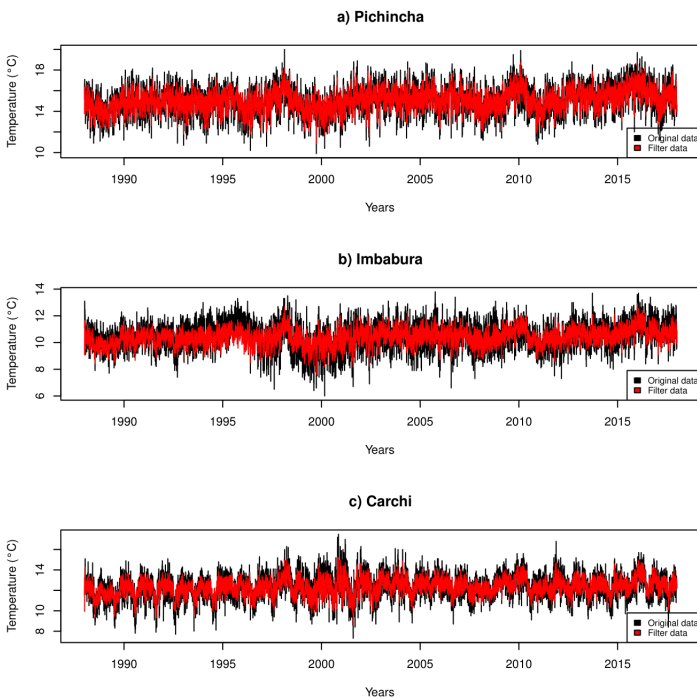 a) Pichincha
Temperature (°C)
18
14
10
1990 1995 2000 2005 2010 2015
Years
Original data
Filter data
b) Imbabura
Temperature (°C)
14
12
10
8
6
1990 1995 2000 2005 2010 2015
Years
Original data
Filter data
c) Carchi
Temperature (°C)
14
10
8
1990 1995 2000 2005 2010 2015
Years
Original data
Filter data